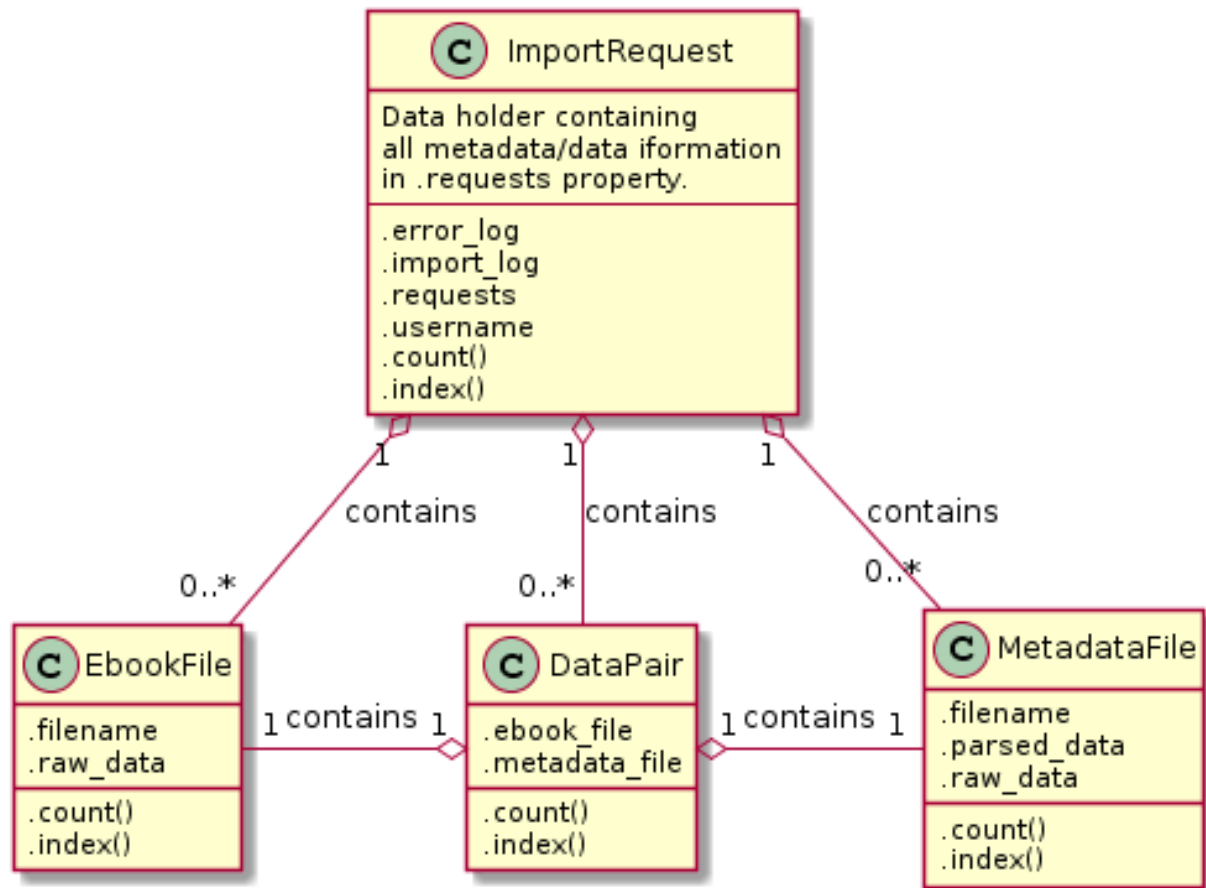 C ImportRequest
Data holder containing
all metadata/data iformation
in .requests property.
.error_log
.import_log
.requests
.username
.count()
.index()
1
1
1
contains
contains
contains
0..*
0..*
0..*
C EbookFile
.filename
.raw_data
.count()
.index()
1 contains 1
C DataPair
.ebook_file
.metadata_file
.count()
.index()
1 contains 1
C MetadataFile
.filename
.parsed_data
.raw_data
.count()
.index()